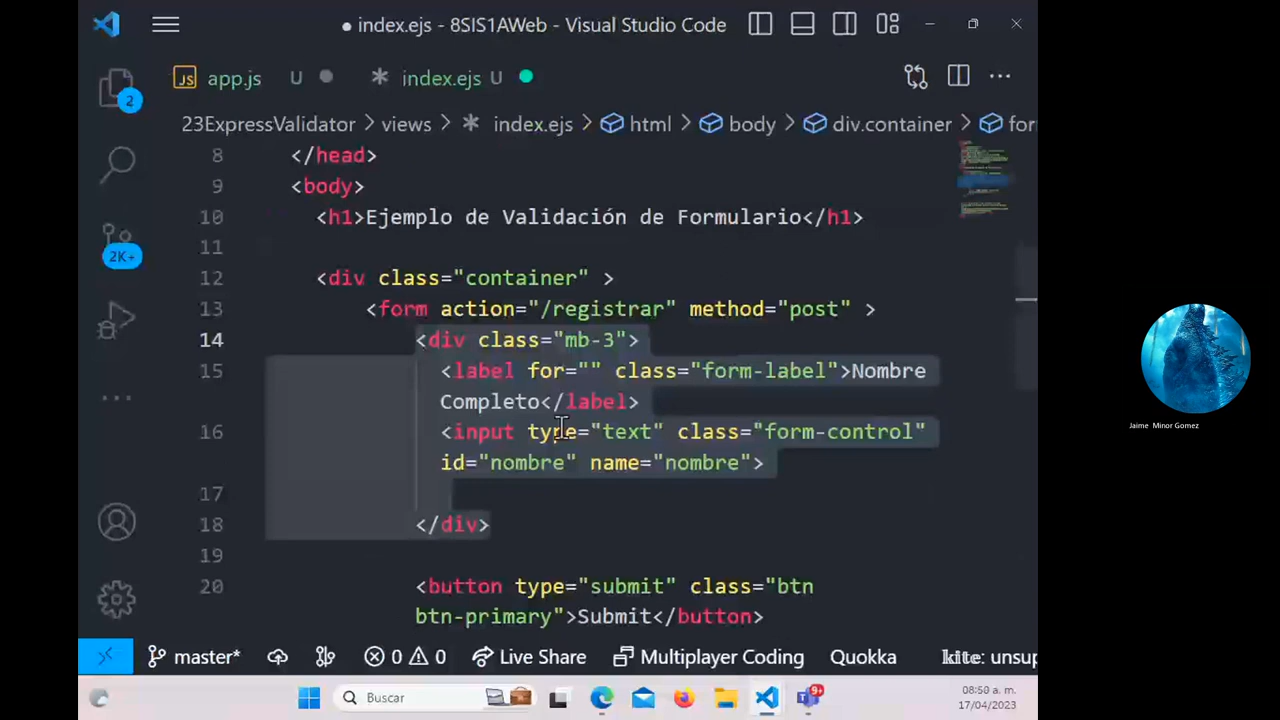 ● index.ejs - 8SIS1AWeb - Visual Studio Code
2
JS app.js U ● * index.ejs U ●
23ExpressValidator > views > * index.ejs > html > body > div.container > for
8 </head>
9 <body>
10 <h1>Ejemplo de Validación de Formulario</h1>
11
12 <div class="container" >
2K+
13 <form action="/registrar" method="post" >
14 <div class="mb-3">
15 <label for="" class="form-label">Nombre
Completo</label>
16 <input type="text" class="form-control"
id="nombre" name="nombre">
17
18 </div>
19
20 <button type="submit" class="btn
btn-primary">Submit</button>
master* 0 0 Live Share Multiplayer Coding Quokka kite: unsup
Buscar
9+
08:50 a. m.
17/04/2023
Jaime Minor Gomez